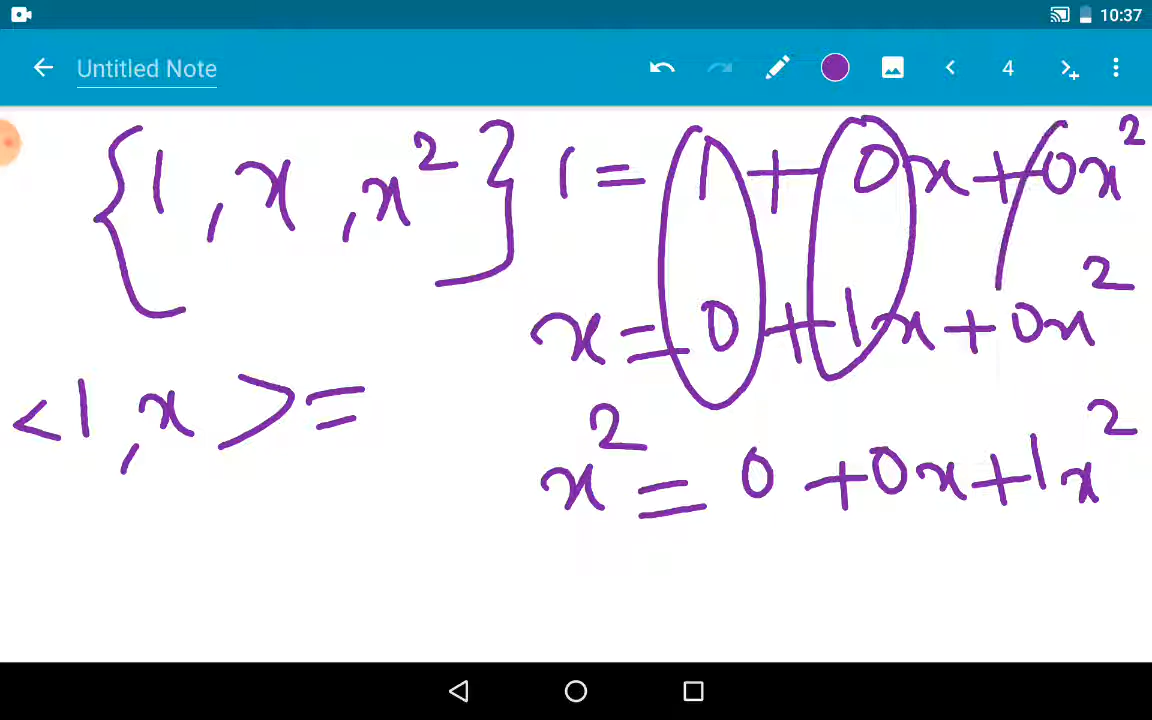 10:37
Untitled Note
4
{1, x, x²} 1 = 1 + 0x + 0x²
x = 0 + 1x + 0x²
<1, x> =
x² = 0 + 0x + 1x²